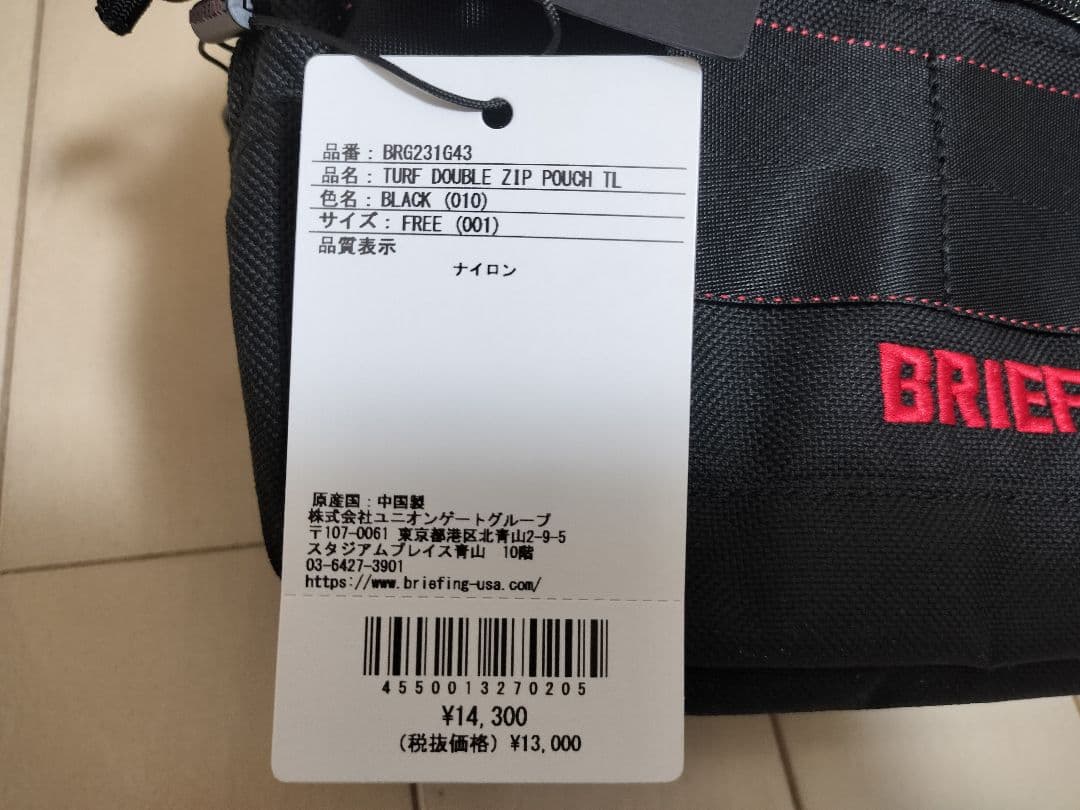 品番：BRG231G43
品名：TURF DOUBLE ZIP POUCH TL
色名：BLACK (010)
サイズ：FREE (001)
品質表示
ナイロン
原産国：中国製
株式会社ユニオンゲートグループ
〒107-0061 東京都港区北青山2-9-5
スタジアムプレイス青山 10階
03-6427-3901
https://www.briefing-usa.com/
4550013270205
¥14,300
(税抜価格) ¥13,000
BRIEF